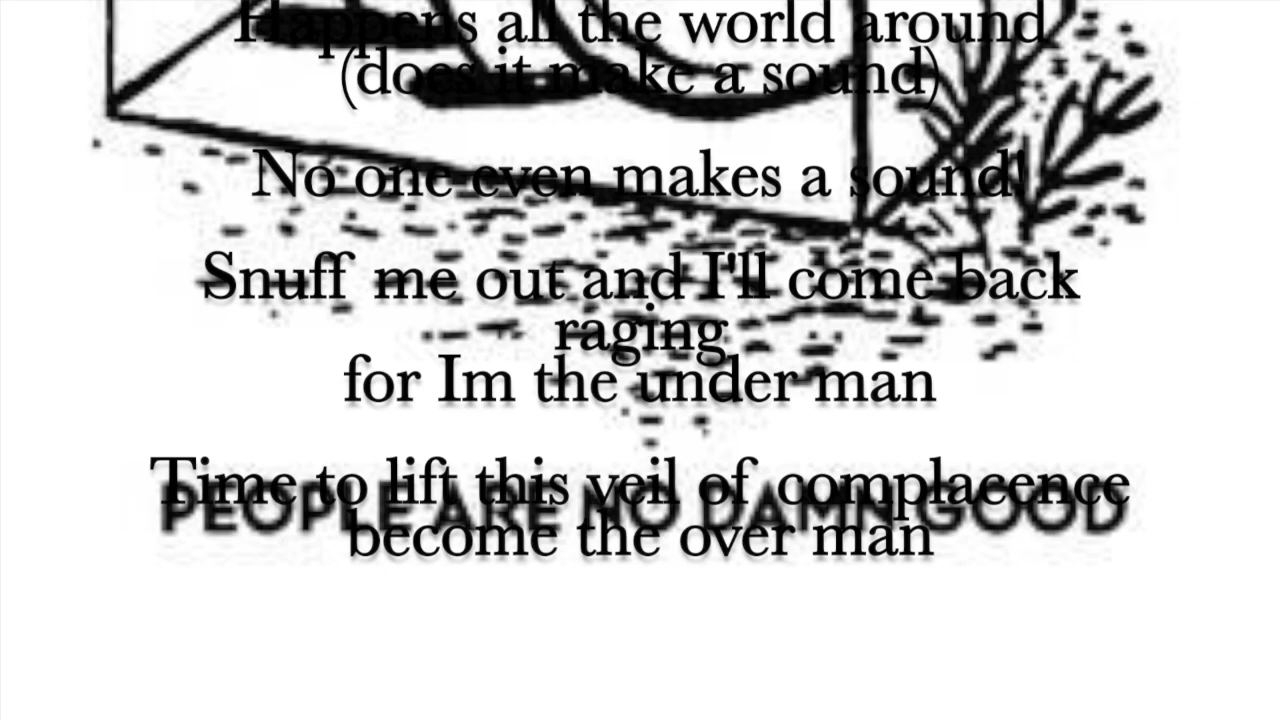 Happens all the world around
(does it make a sound)
No one even makes a sound!
Snuff me out and I'll come back
raging
for Im the under man
Time to lift this veil of complacence
PEOPLE ARE NO DAMN GOOD
become the over man